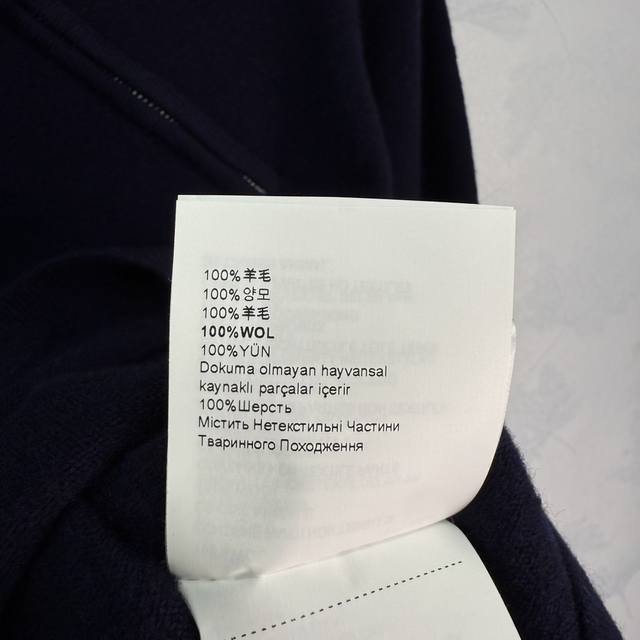 100%羊毛
100%양모
100%羊毛
100%WOL
100%YÜN
Dokuma olmayan hayvansal
kaynaklı parçalar içerir
100%Шерсть
Містить Нетекстильні Частини
Тваринного Походження